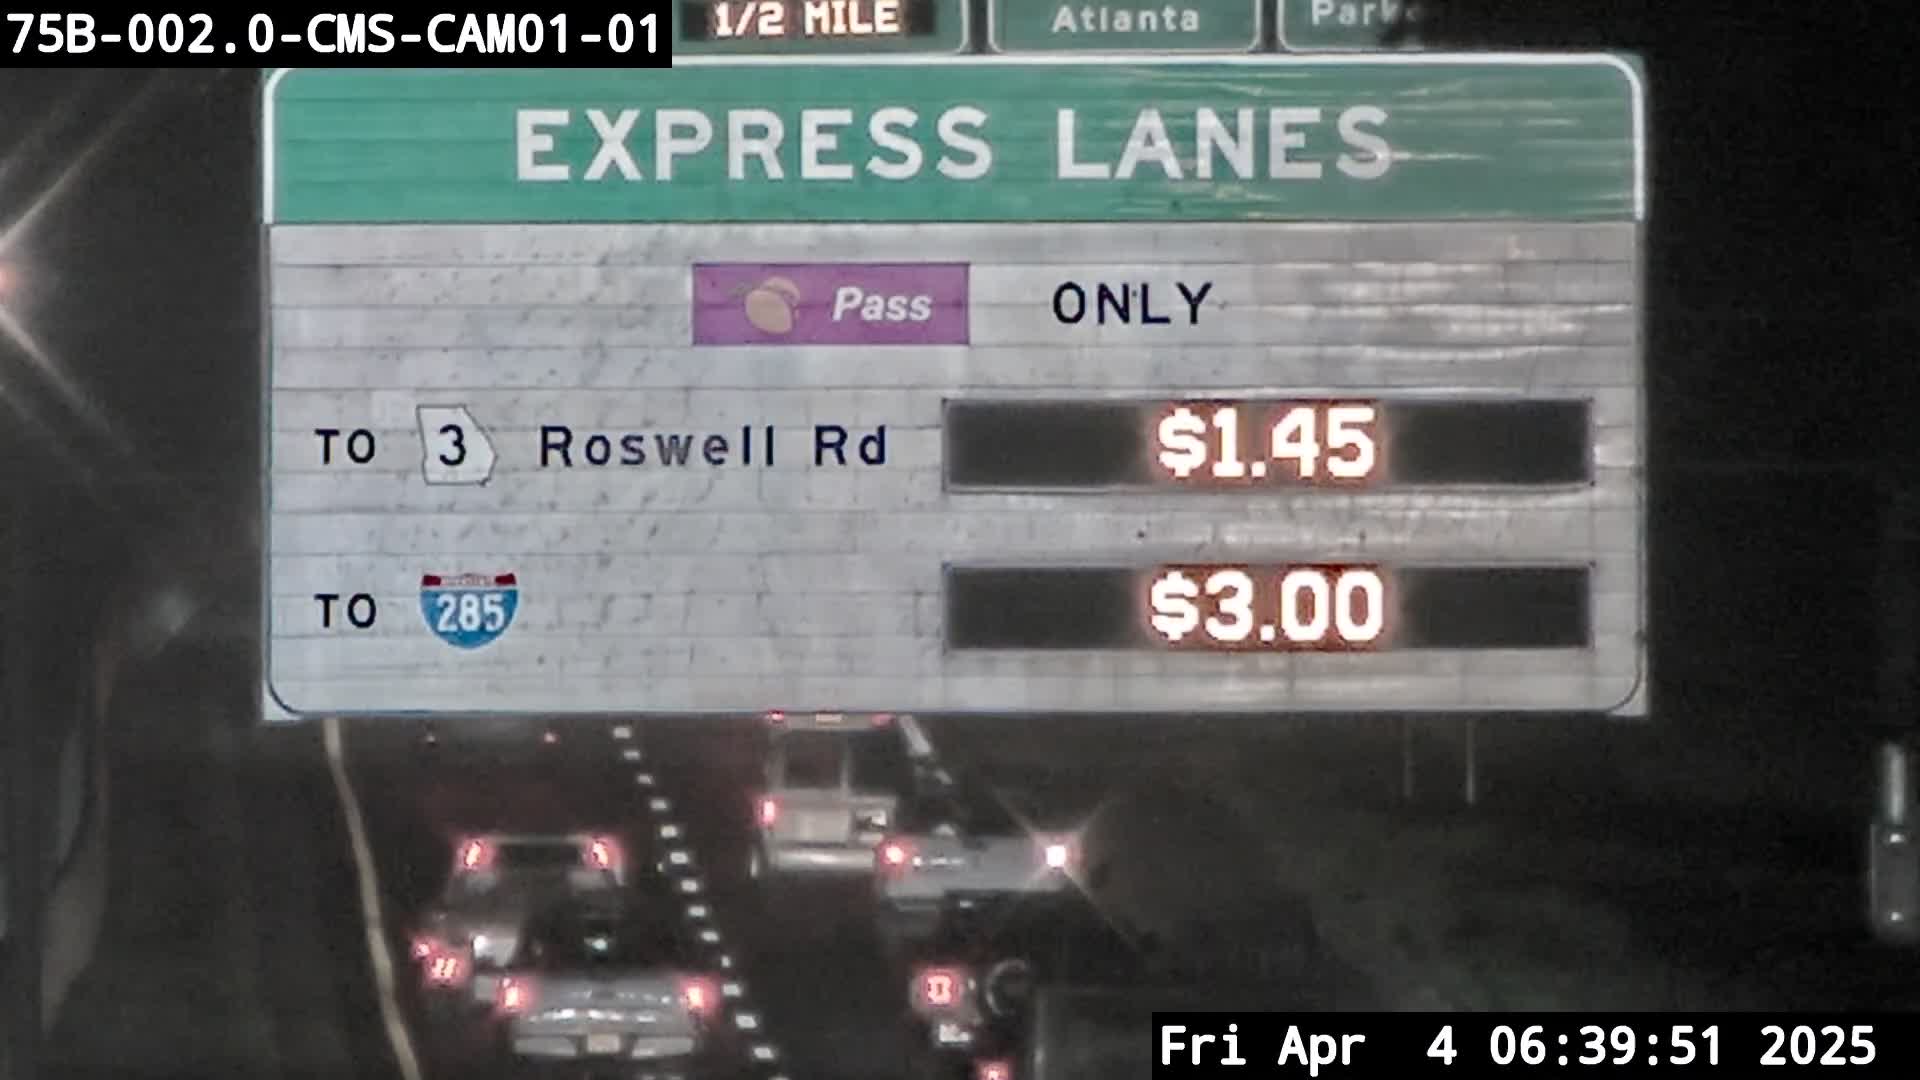 75B-002.0-CMS-CAM01-01
1/2 MILE
Atlanta
EXPRESS LANES
Pass ONLY
TO 3 Roswell Rd $1.45
TO 285 $3.00
Fri Apr 4 06:39:51 2025